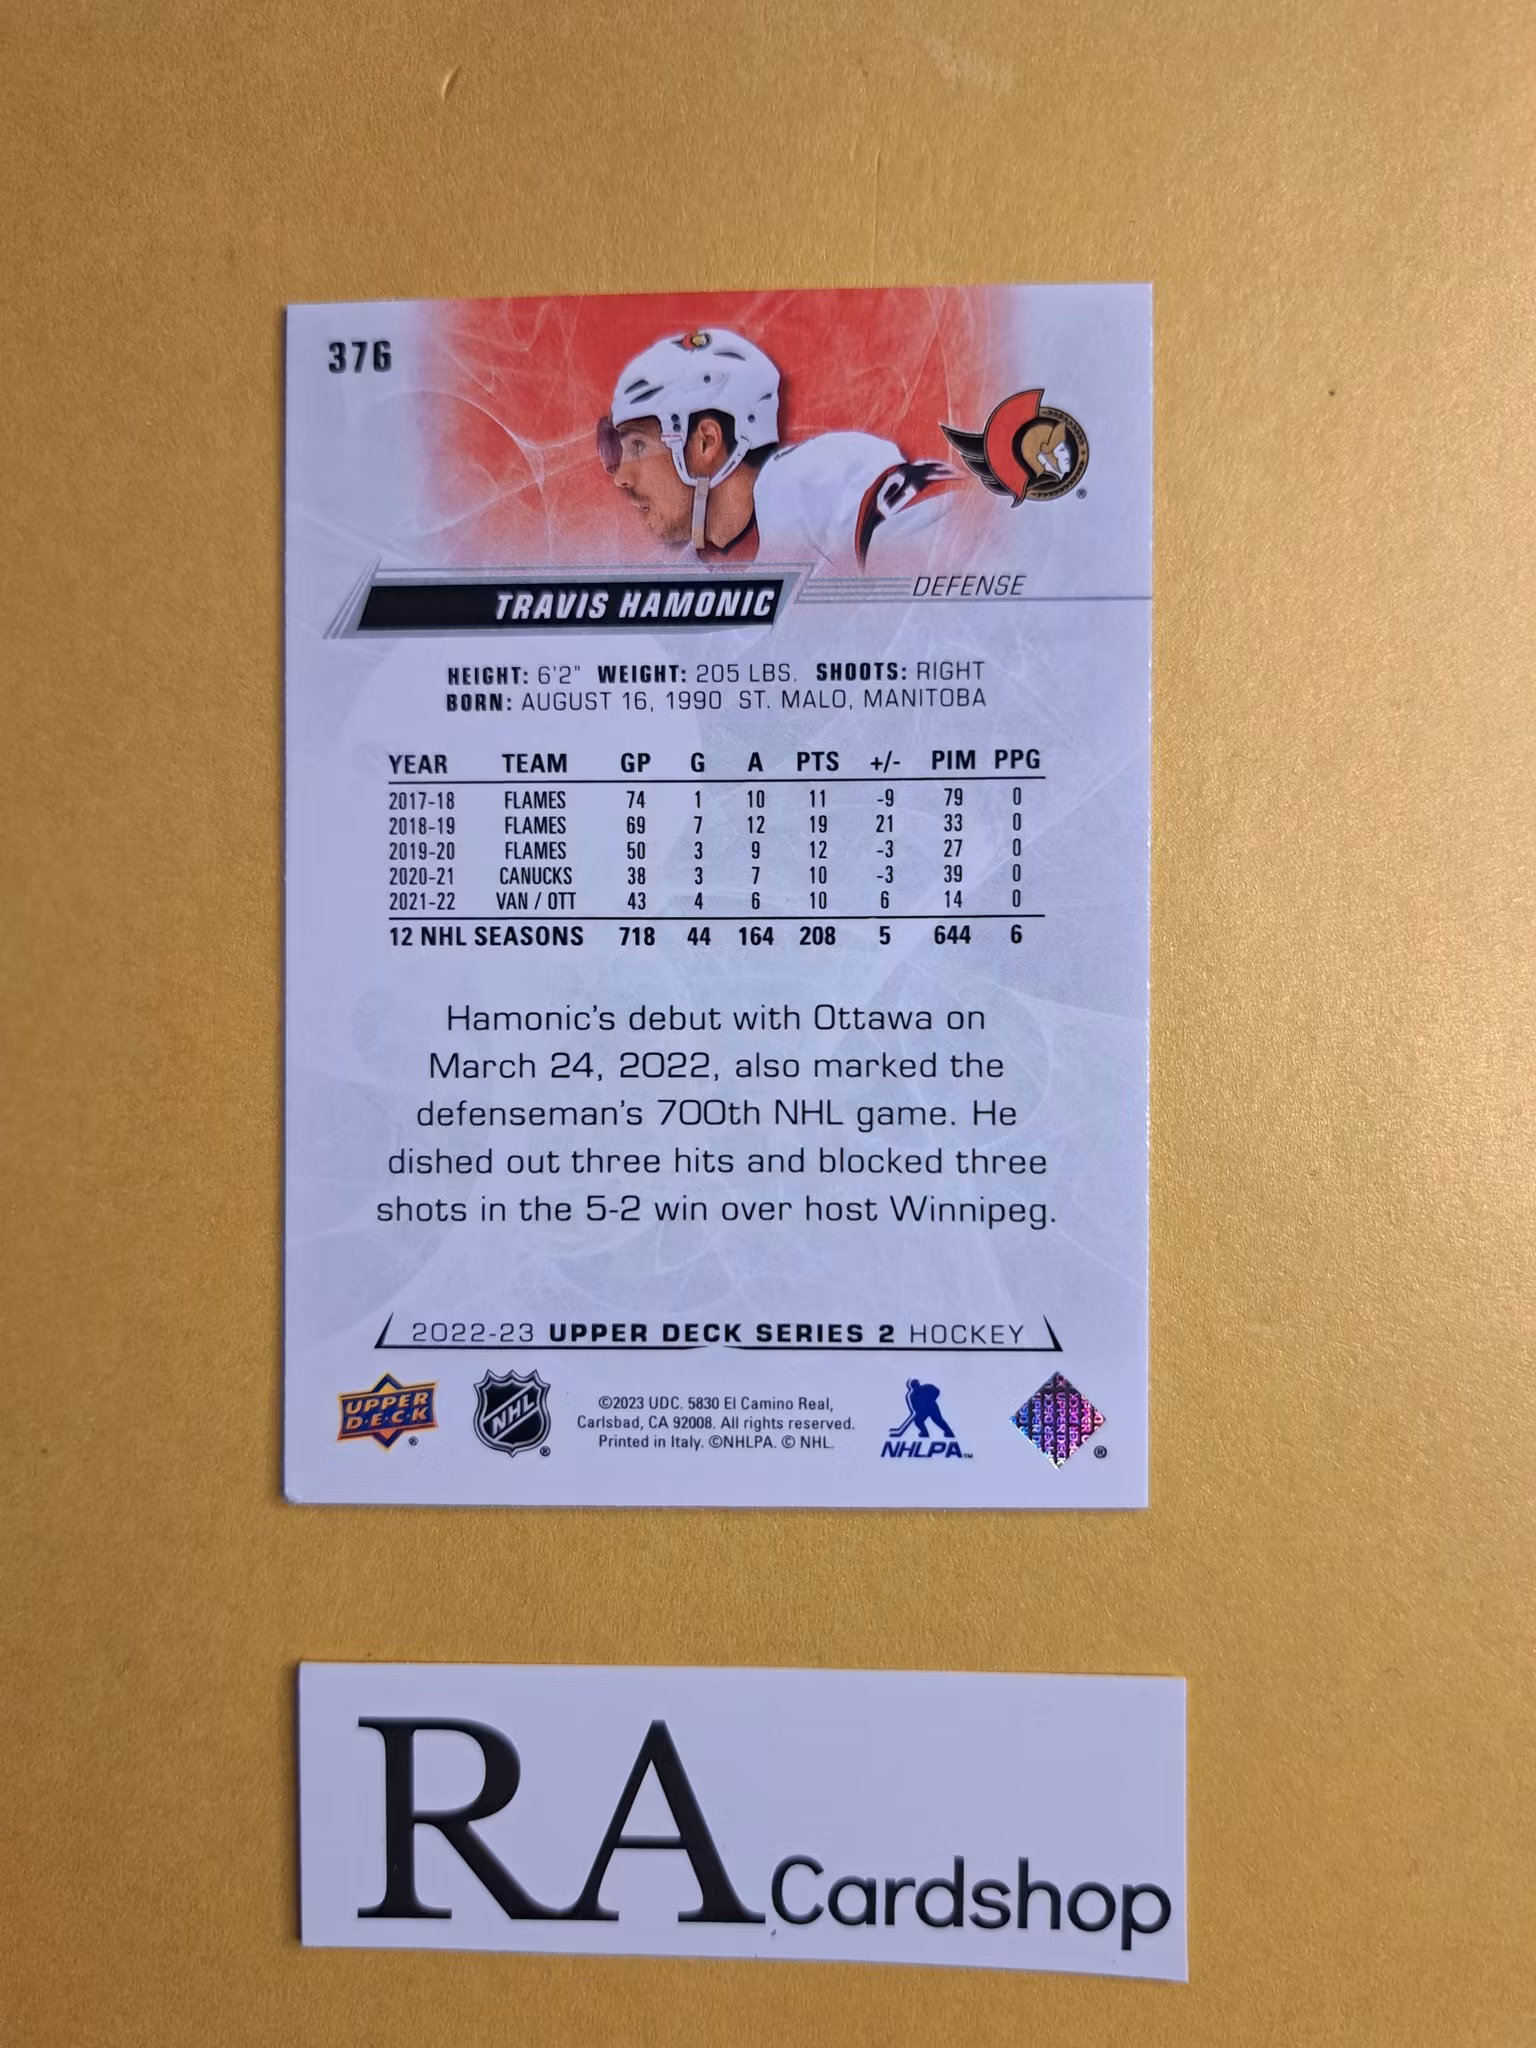 376
TRAVIS HAMONIC
DEFENSE
HEIGHT: 6'2" WEIGHT: 205 LBS. SHOOTS: RIGHT
BORN: AUGUST 16, 1990 ST. MALO, MANITOBA
YEAR TEAM GP G A PTS +/- PIM PPG
2017-18 FLAMES 74 1 10 11 -9 79 0
2018-19 FLAMES 69 7 12 19 21 33 0
2019-20 FLAMES 50 3 9 12 -3 27 0
2020-21 CANUCKS 38 3 7 10 -3 39 0
2021-22 VAN / OTT 43 4 6 10 6 14 0
12 NHL SEASONS 718 44 164 208 5 644 6
Hamonic's debut with Ottawa on
March 24, 2022, also marked the
defenseman's 700th NHL game. He
dished out three hits and blocked three
shots in the 5-2 win over host Winnipeg.
2022-23 UPPER DECK SERIES 2 HOCKEY
UPPER
D·E·C·K ®
NHL ®
©2023 UDC. 5830 El Camino Real,
Carlsbad, CA 92008. All rights reserved.
Printed in Italy. ©NHLPA. © NHL.
NHLPA™
®
RA Cardshop